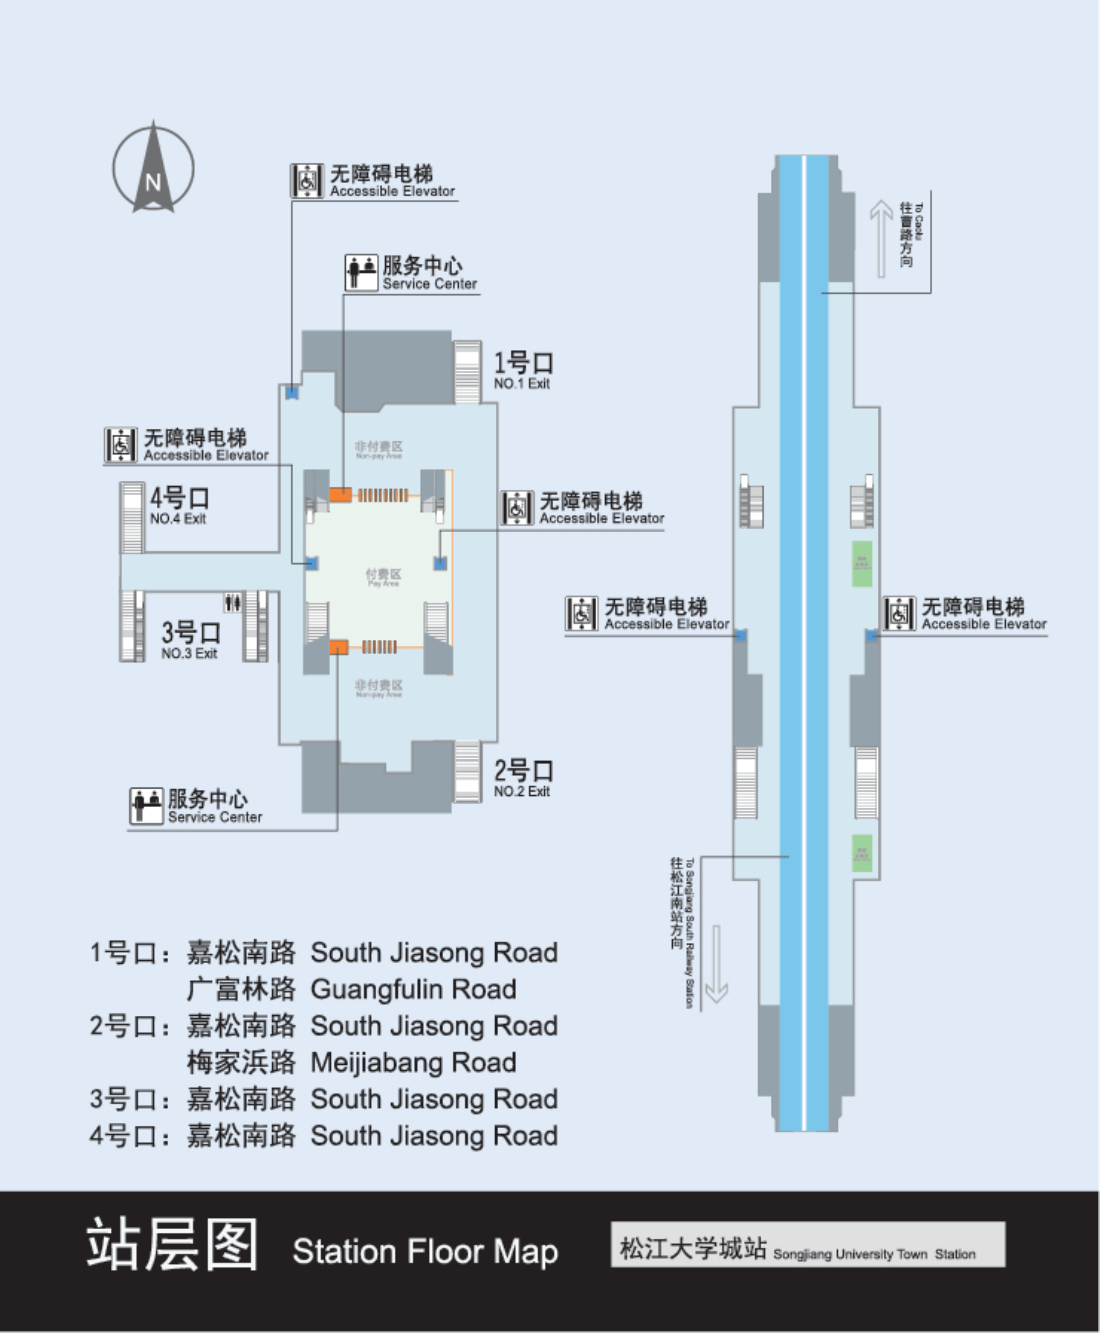 N
无障碍电梯
Accessible Elevator
服务中心
Service Center
1号口
NO.1 Exit
无障碍电梯
Accessible Elevator
非付费区
Non-pay Area
4号口
NO.4 Exit
无障碍电梯
Accessible Elevator
付费区
Pay Area
3号口
NO.3 Exit
非付费区
Non-pay Area
2号口
NO.2 Exit
服务中心
Service Center
往曹路方向
To Caolu
无障碍电梯
Accessible Elevator
无障碍电梯
Accessible Elevator
往松江南站方向
To Songjiang South Railway Station
1号口：嘉松南路 South Jiasong Road
广富林路 Guangfulin Road
2号口：嘉松南路 South Jiasong Road
梅家浜路 Meijiabang Road
3号口：嘉松南路 South Jiasong Road
4号口：嘉松南路 South Jiasong Road
站层图 Station Floor Map
松江大学城站 Songjiang University Town Station